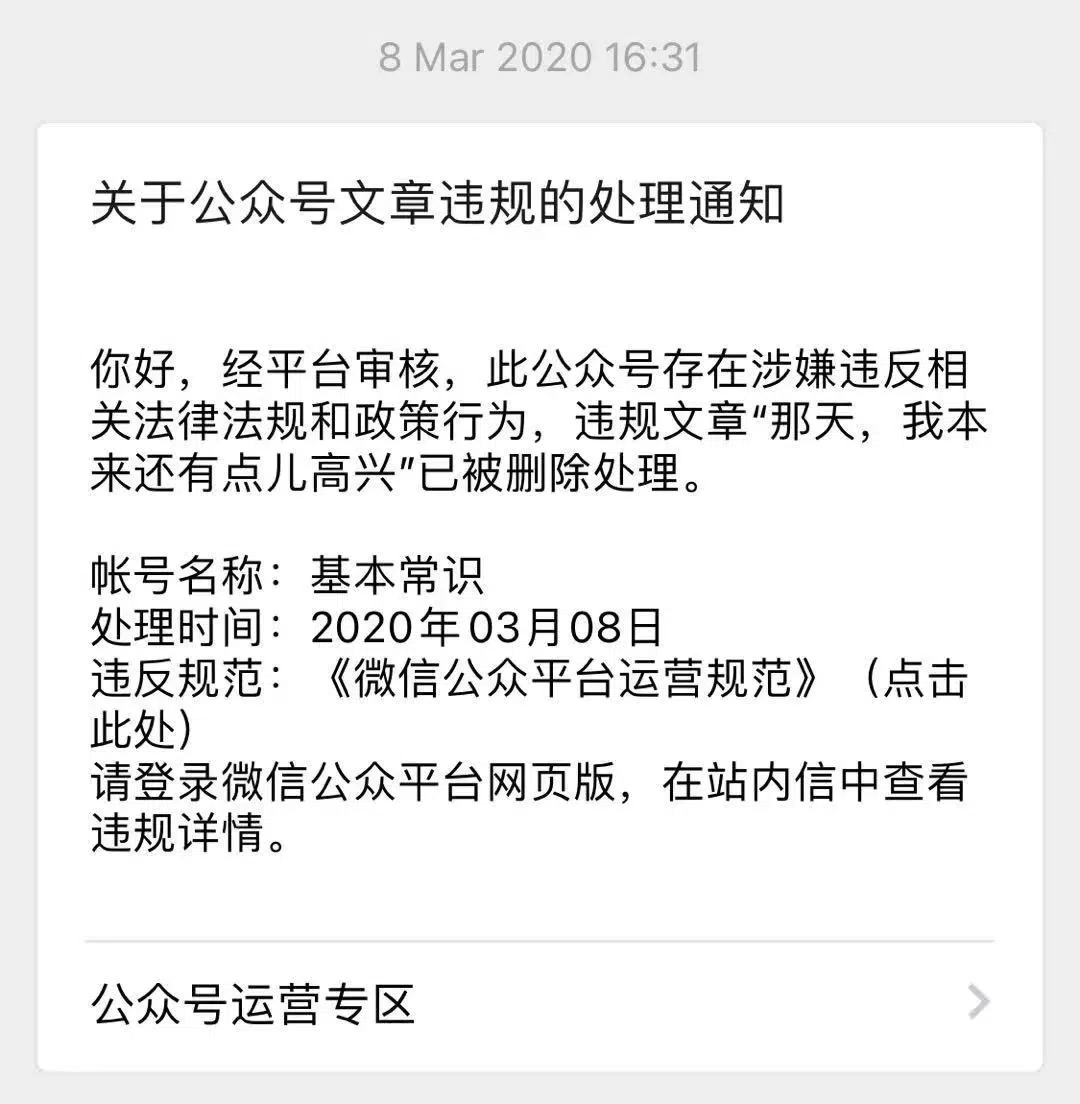 8 Mar 2020 16:31
关于公众号文章违规的处理通知
你好，经平台审核，此公众号存在涉嫌违反相
关法律法规和政策行为，违规文章“那天，我本
来还有点儿高兴”已被删除处理。
帐号名称：基本常识
处理时间：2020年03月08日
违反规范：《微信公众平台运营规范》（点击
此处）
请登录微信公众平台网页版，在站内信中查看
违规详情。
公众号运营专区